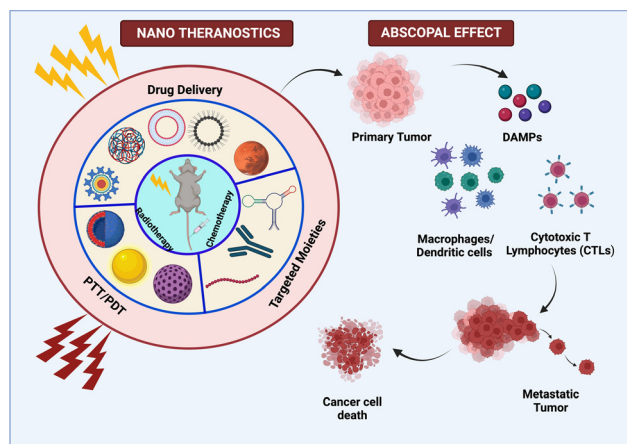 NANO THERANOSTICS
ABSCOPAL EFFECT
Drug Delivery
Radiotherapy
Chemotherapy
Targeted Moieties
PTT/PDT
Primary Tumor
DAMPs
Macrophages/
Dendritic cells
Cytotoxic T
Lymphocytes (CTLs)
Metastatic
Tumor
Cancer cell
death